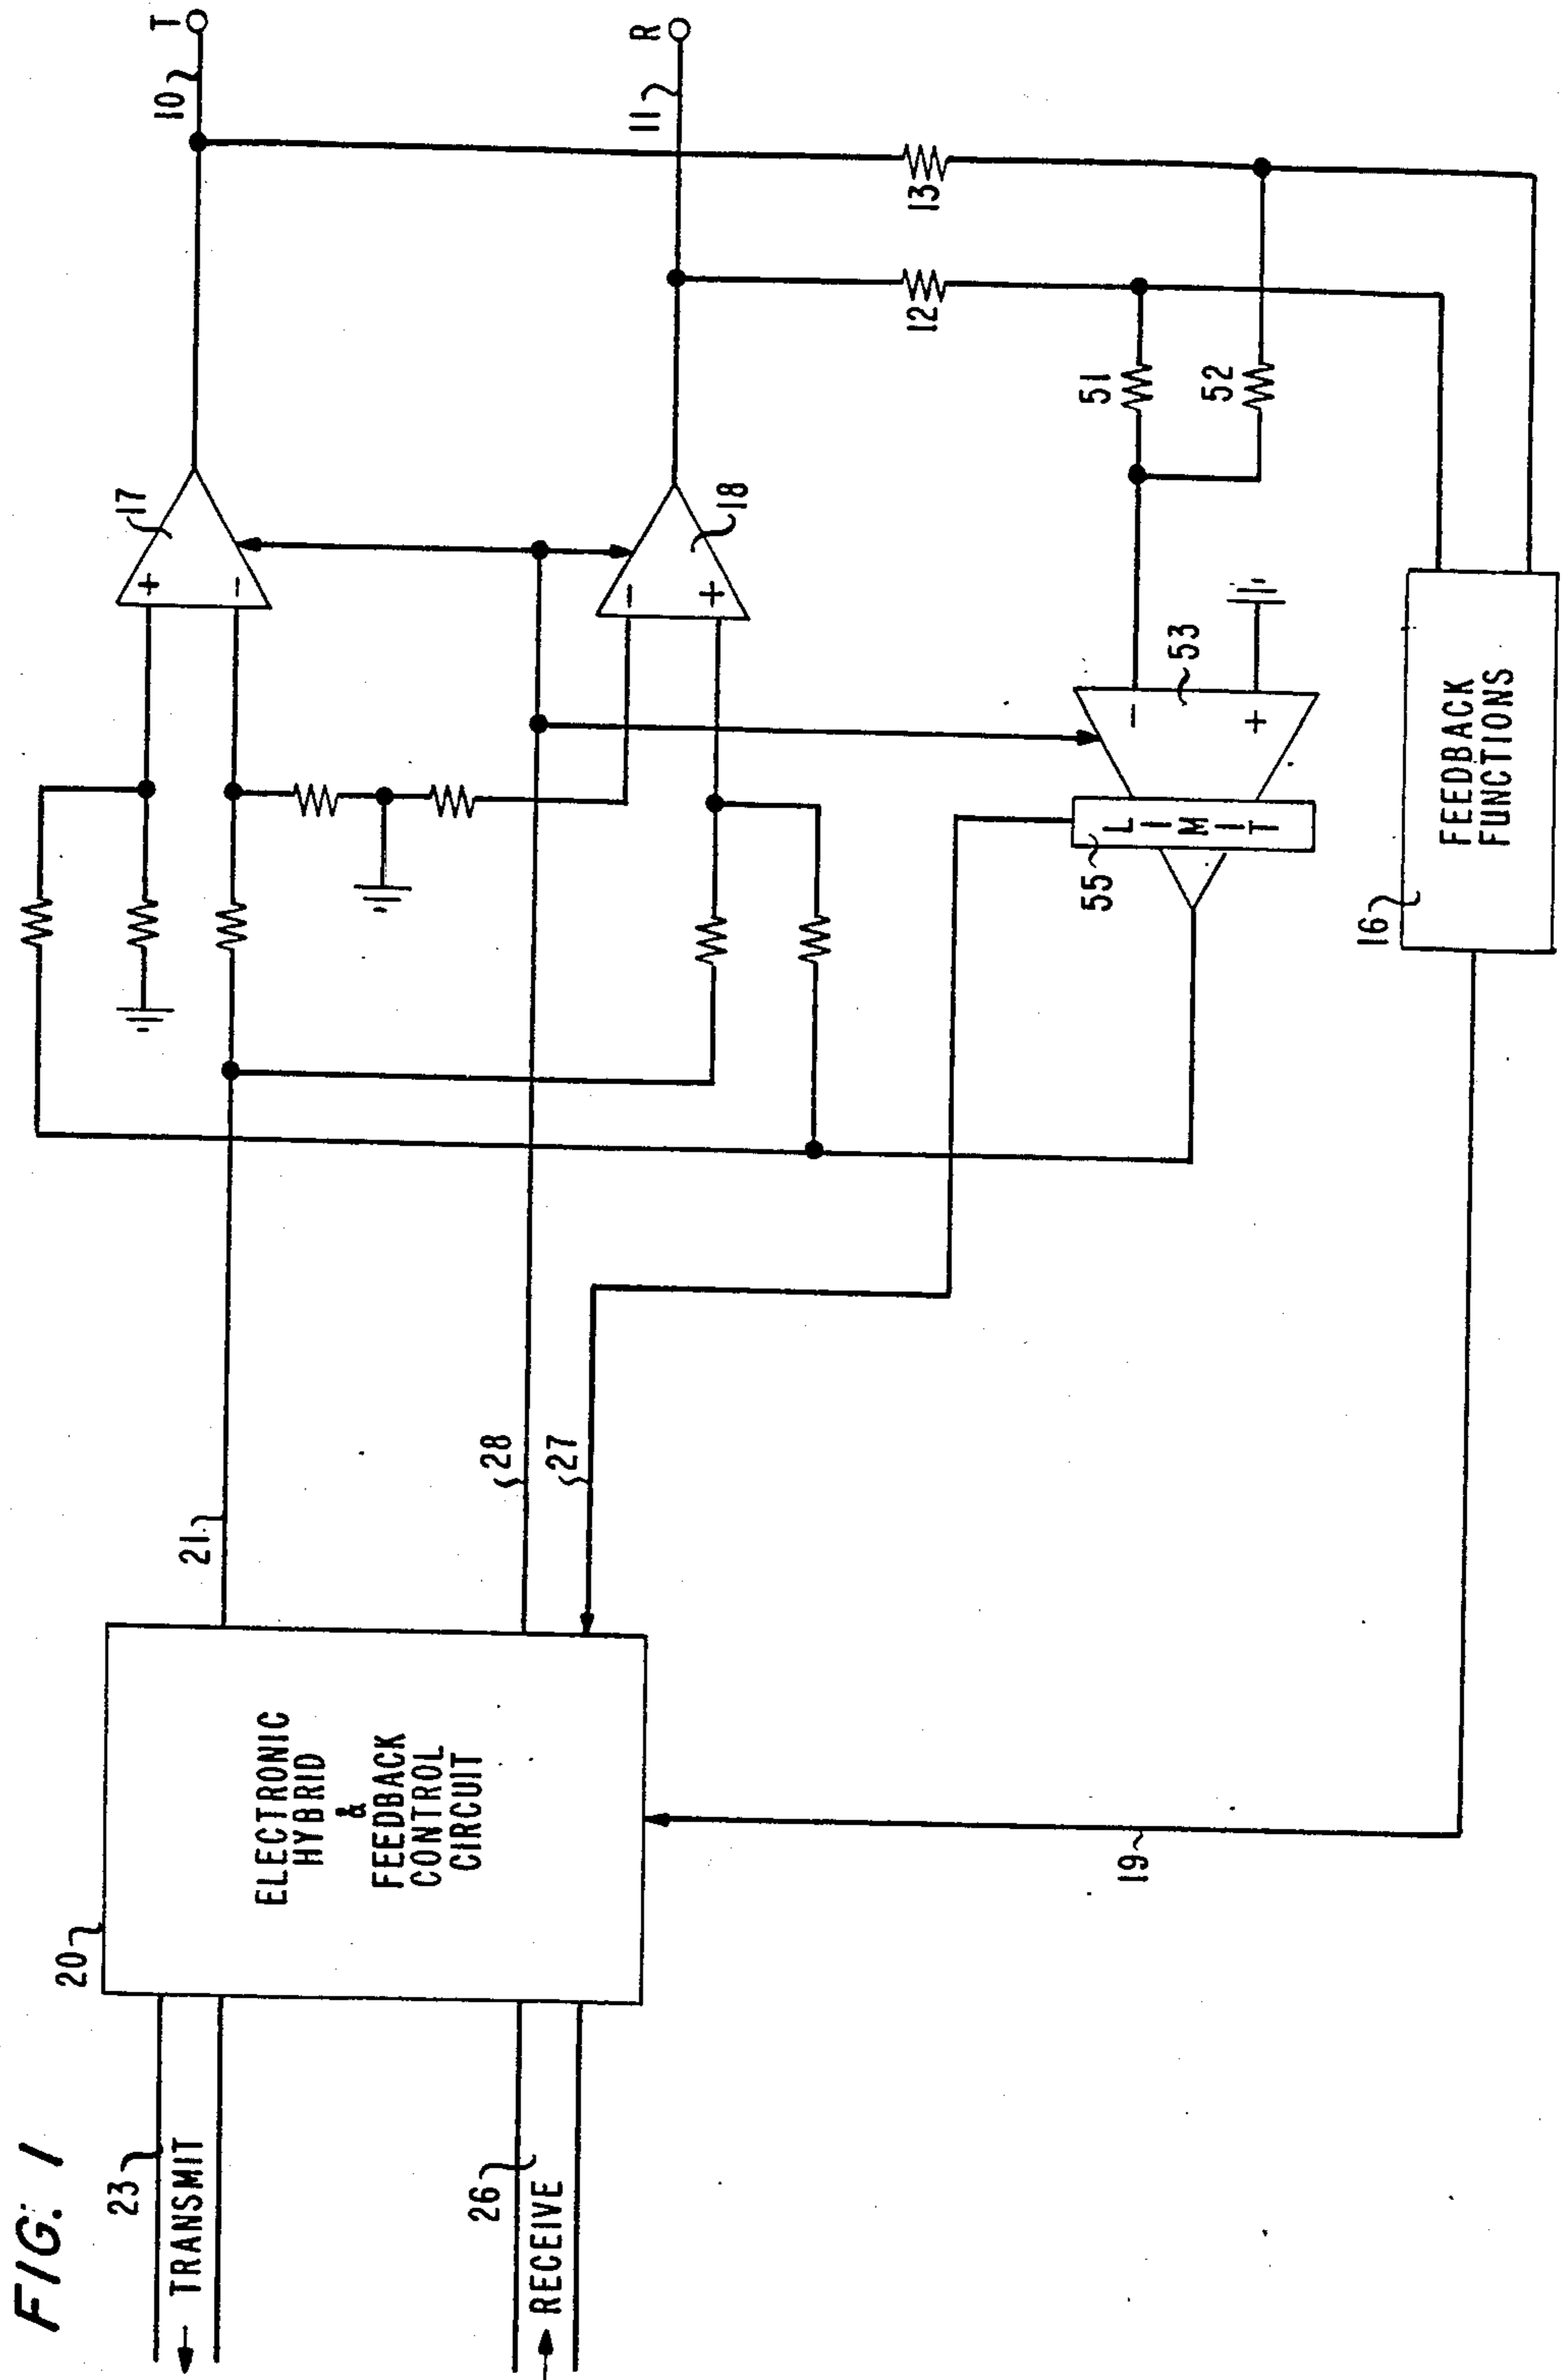 FIG. 1
20
23
TRANSMIT
26
RECEIVE
ELECTRONIC
HYBRID
&
FEEDBACK
CONTROL
CIRCUIT
21
28
27
19
17
+
−
18
−
+
10
T
11
R
13
12
51
52
53
−
+
55
LIMIT
16
FEEDBACK
FUNCTIONS